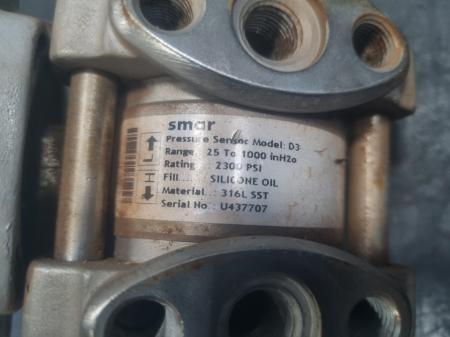 smar
Pressure Sensor Model: D3
Range : 25 To 1000 inH2o
Rating : 2300 PSI
Fill...... : SILICONE OIL
Material.. : 316L SST
Serial No : U437707
L
H